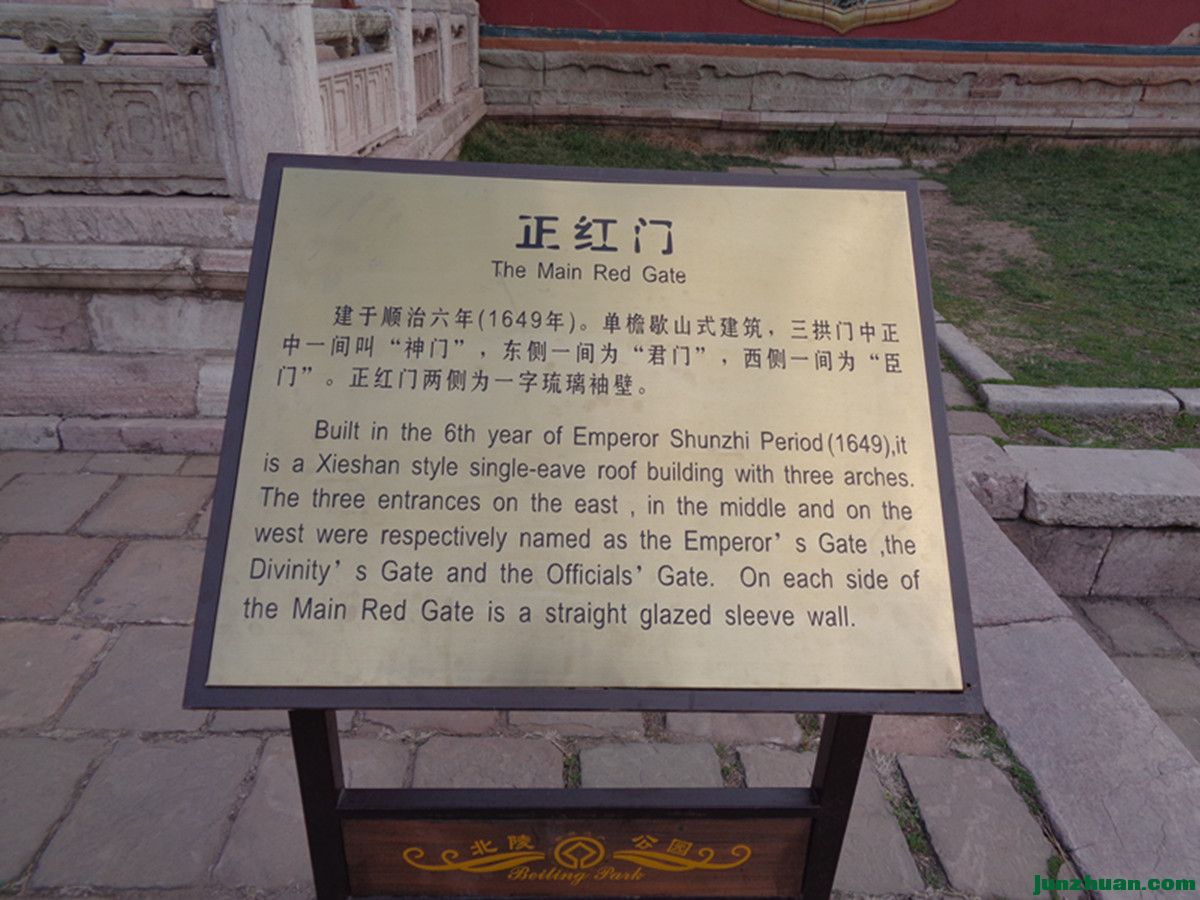 正红门
The Main Red Gate
建于顺治六年(1649年)。单檐歇山式建筑，三拱门中正
中一间叫“神门”，东侧一间为“君门”，西侧一间为“臣
门”。正红门两侧为一字琉璃袖壁。
Built in the 6th year of Emperor Shunzhi Period(1649),it
is a Xieshan style single-eave roof building with three arches.
The three entrances on the east , in the middle and on the
west were respectively named as the Emperor’ s Gate ,the
Divinity’ s Gate and the Officials’ Gate. On each side of
the Main Red Gate is a straight glazed sleeve wall.
北陵 公园
Beiling Park
junzhuan.com